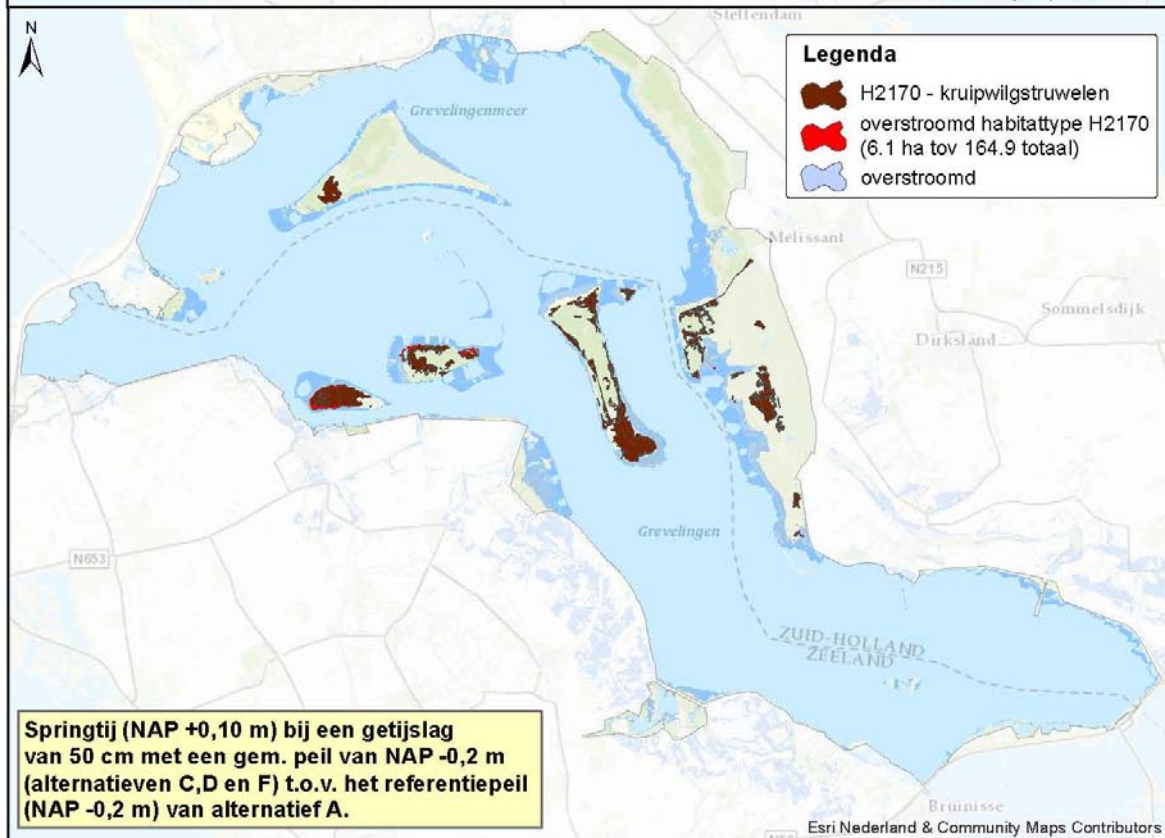 Stellendam
N
Legenda
H2170 - kruipwilgstruwelen
overstroomd habitattype H2170
(6.1 ha tov 164.9 totaal)
overstroomd
Grevelingenmeer
Melissant
N215
Sommelsdijk
Dirksland
Grevelingen
N653
ZUID-HOLLAND
ZEELAND
Springtij (NAP +0,10 m) bij een getijslag
van 50 cm met een gem. peil van NAP -0,2 m
(alternatieven C,D en F) t.o.v. het referentiepeil
(NAP -0,2 m) van alternatief A.
Bruinisse
Esri Nederland & Community Maps Contributors